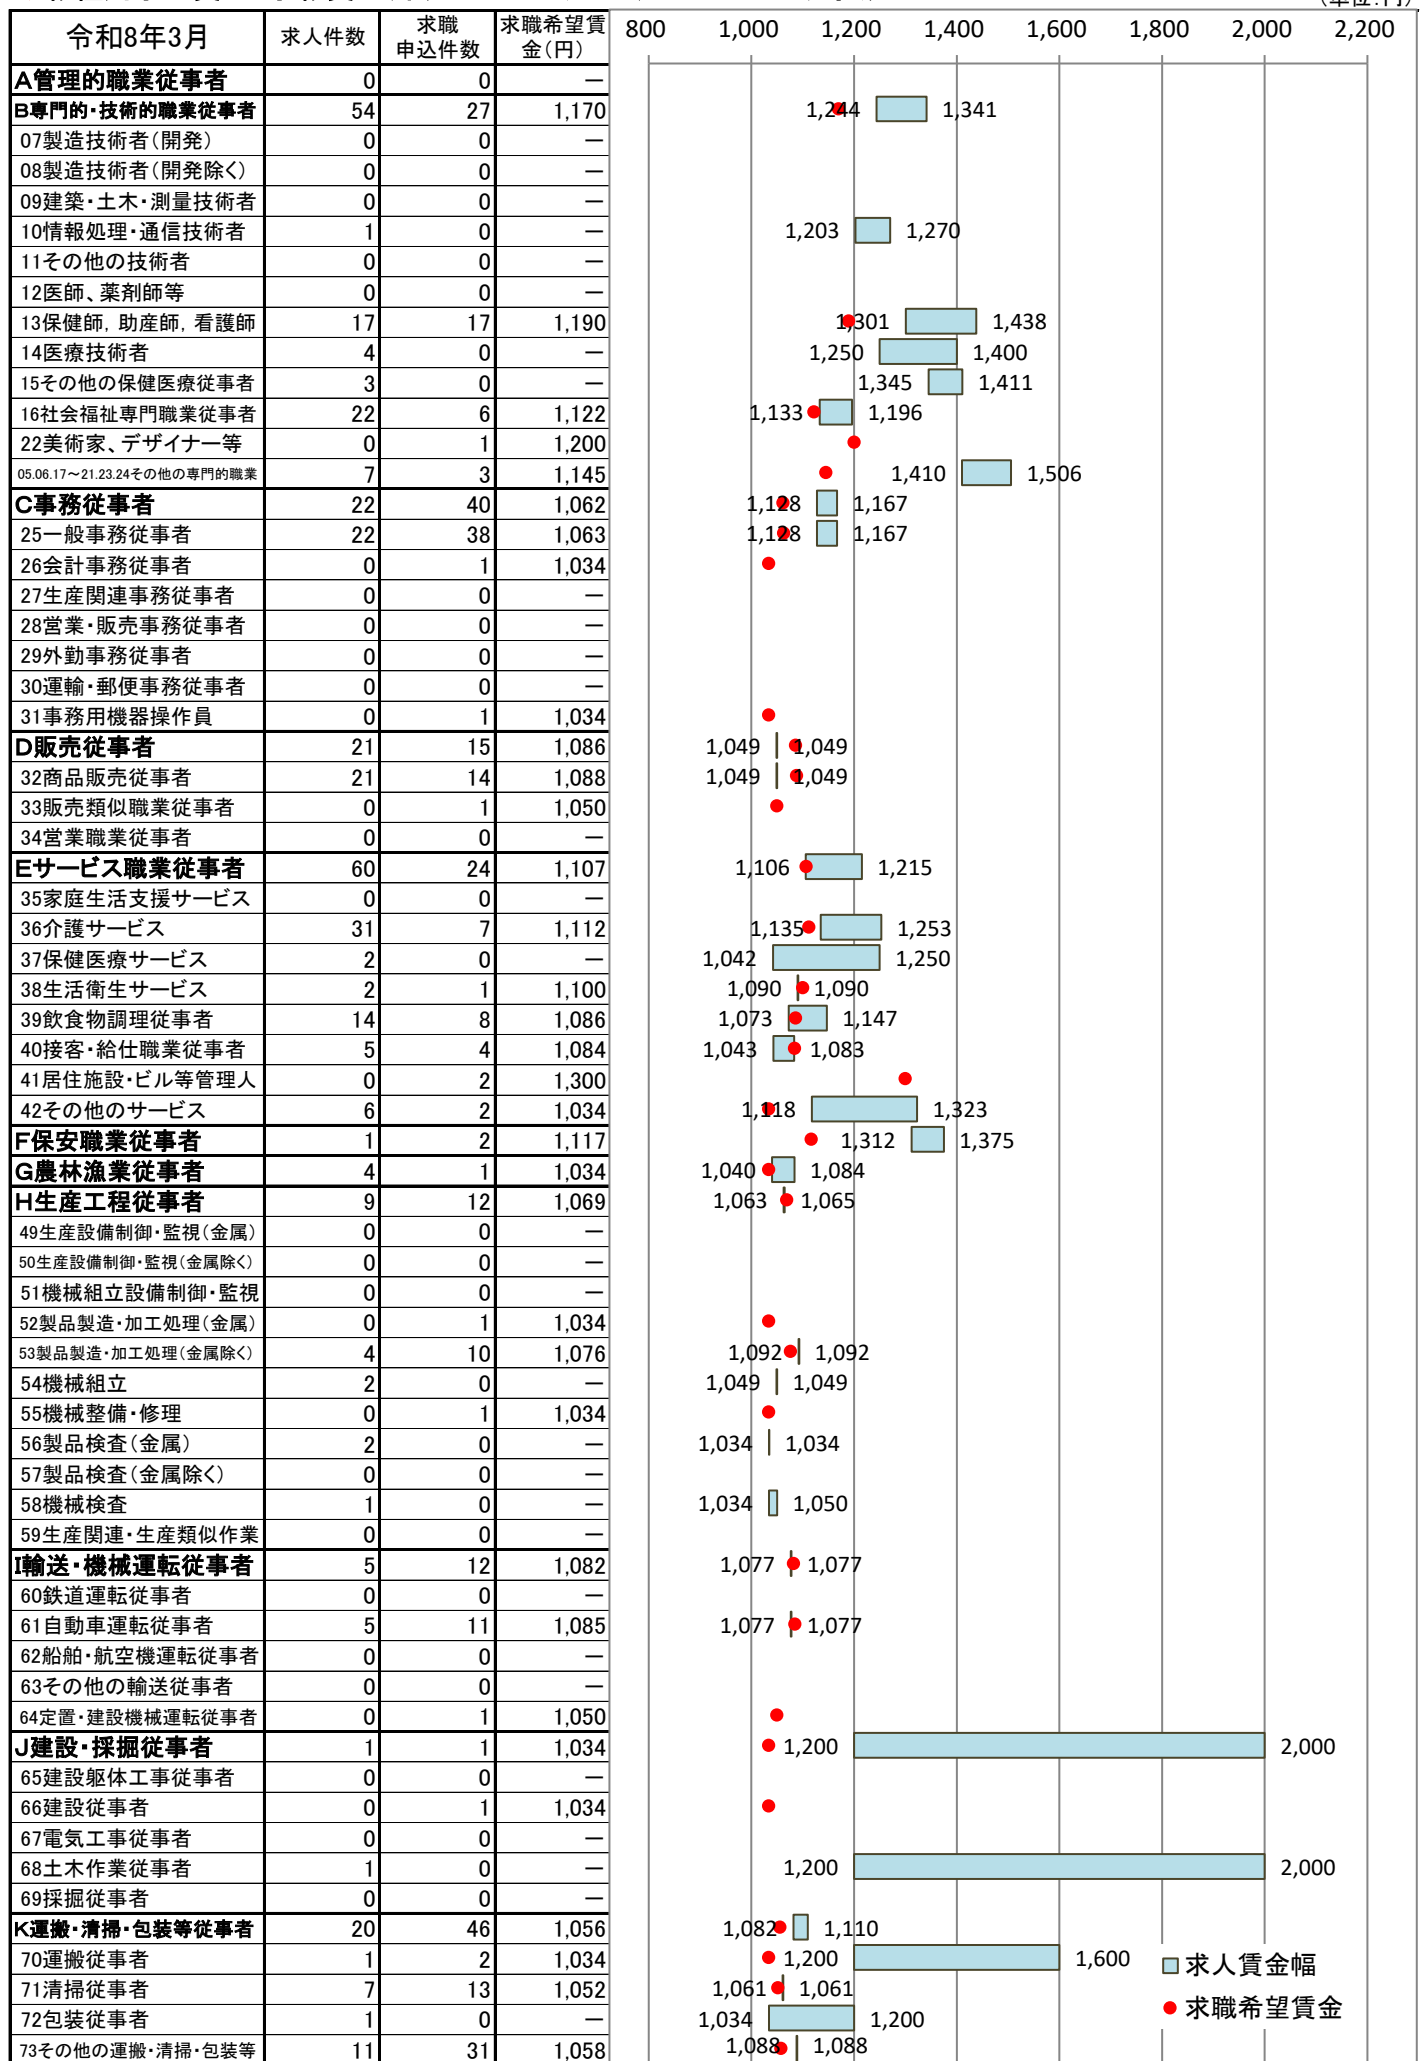 (単位:円)
令和8年3月 求人件数 求職申込件数 求職希望賃金(円) 800 1,000 1,200 1,400 1,600 1,800 2,000 2,200
A管理的職業従事者 0 0 ―
B専門的・技術的職業従事者 54 27 1,170 1,244 1,341
07製造技術者(開発) 0 0 ―
08製造技術者(開発除く) 0 0 ―
09建築・土木・測量技術者 0 0 ―
10情報処理・通信技術者 1 0 ― 1,203 1,270
11その他の技術者 0 0 ―
12医師、薬剤師等 0 0 ―
13保健師,助産師,看護師 17 17 1,190 1,301 1,438
14医療技術者 4 0 ― 1,250 1,400
15その他の保健医療従事者 3 0 ― 1,345 1,411
16社会福祉専門職業従事者 22 6 1,122 1,133 1,196
22美術家、デザイナー等 0 1 1,200
05.06.17~21.23.24その他の専門的職業 7 3 1,145 1,410 1,506
C事務従事者 22 40 1,062 1,128 1,167
25一般事務従事者 22 38 1,063 1,128 1,167
26会計事務従事者 0 1 1,034
27生産関連事務従事者 0 0 ―
28営業・販売事務従事者 0 0 ―
29外勤事務従事者 0 0 ―
30運輸・郵便事務従事者 0 0 ―
31事務用機器操作員 0 1 1,034
D販売従事者 21 15 1,086 1,049 1,049
32商品販売従事者 21 14 1,088 1,049 1,049
33販売類似職業従事者 0 1 1,050
34営業職業従事者 0 0 ―
Eサービス職業従事者 60 24 1,107 1,106 1,215
35家庭生活支援サービス 0 0 ―
36介護サービス 31 7 1,112 1,135 1,253
37保健医療サービス 2 0 ― 1,042 1,250
38生活衛生サービス 2 1 1,100 1,090 1,090
39飲食物調理従事者 14 8 1,086 1,073 1,147
40接客・給仕職業従事者 5 4 1,084 1,043 1,083
41居住施設・ビル等管理人 0 2 1,300
42その他のサービス 6 2 1,034 1,118 1,323
F保安職業従事者 1 2 1,117 1,312 1,375
G農林漁業従事者 4 1 1,034 1,040 1,084
H生産工程従事者 9 12 1,069 1,063 1,065
49生産設備制御・監視(金属) 0 0 ―
50生産設備制御・監視(金属除く) 0 0 ―
51機械組立設備制御・監視 0 0 ―
52製品製造・加工処理(金属) 0 1 1,034
53製品製造・加工処理(金属除く) 4 10 1,076 1,092 1,092
54機械組立 2 0 ― 1,049 1,049
55機械整備・修理 0 1 1,034
56製品検査(金属) 2 0 ― 1,034 1,034
57製品検査(金属除く) 0 0 ―
58機械検査 1 0 ― 1,034 1,050
59生産関連・生産類似作業 0 0 ―
I輸送・機械運転従事者 5 12 1,082 1,077 1,077
60鉄道運転従事者 0 0 ―
61自動車運転従事者 5 11 1,085 1,077 1,077
62船舶・航空機運転従事者 0 0 ―
63その他の輸送従事者 0 0 ―
64定置・建設機械運転従事者 0 1 1,050
J建設・採掘従事者 1 1 1,034 1,200 2,000
65建設躯体工事従事者 0 0 ―
66建設従事者 0 1 1,034
67電気工事従事者 0 0 ―
68土木作業従事者 1 0 ― 1,200 2,000
69採掘従事者 0 0 ―
K運搬・清掃・包装等従事者 20 46 1,056 1,082 1,110
70運搬従事者 1 2 1,034 1,200 1,600 求人賃金幅
71清掃従事者 7 13 1,052 1,061 1,061 求職希望賃金
72包装従事者 1 0 ― 1,034 1,200
73その他の運搬・清掃・包装等 11 31 1,058 1,088 1,088